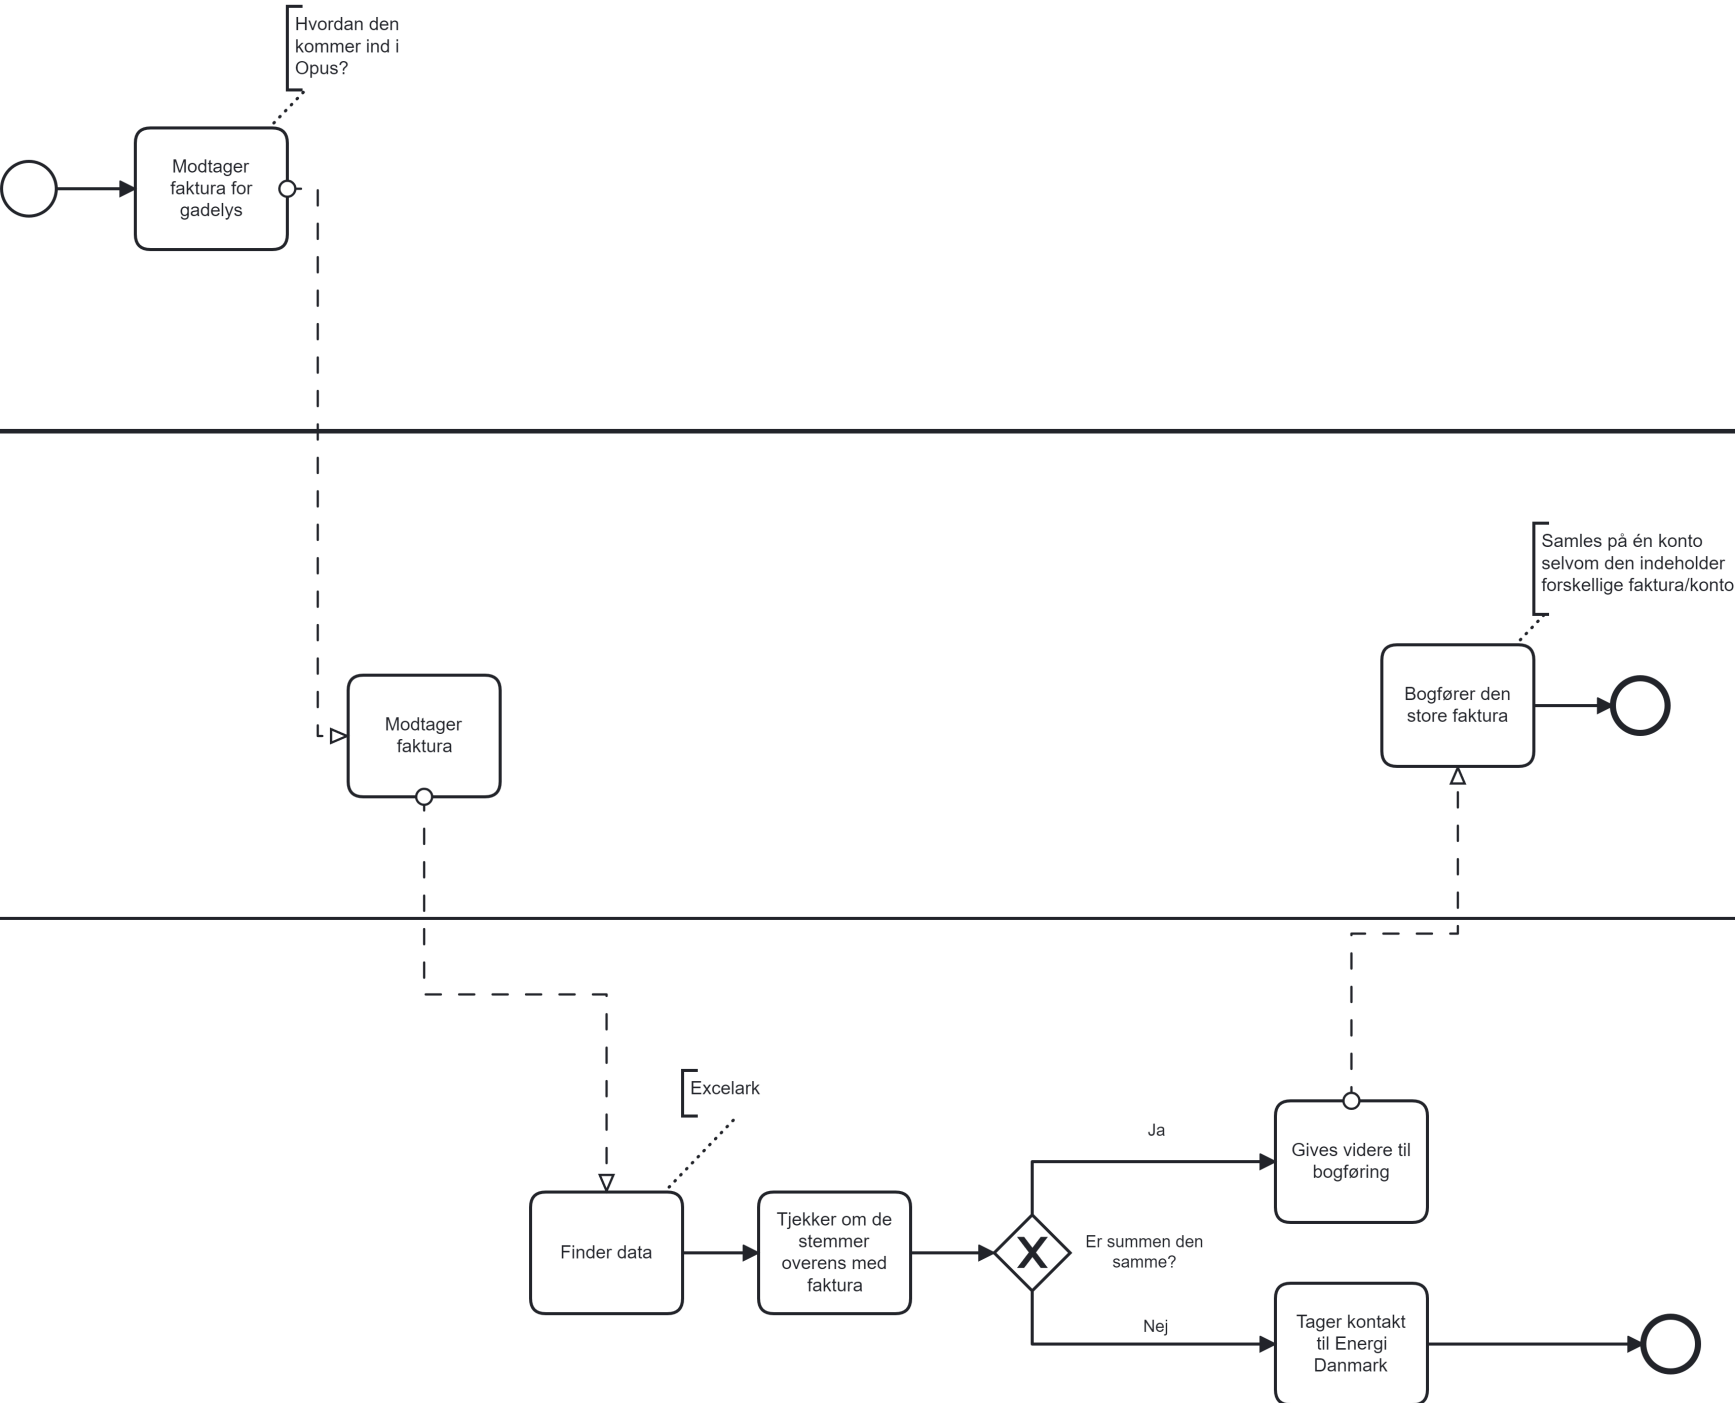 Hvordan den
kommer ind i
Opus?
Modtager
faktura for
gadelys
Samles på én konto
selvom den indeholder
forskellige faktura/konto
Modtager
faktura
Bogfører den
store faktura
Excelark
Finder data
Tjekker om de
stemmer
overens med
faktura
Ja
Er summen den
samme?
Nej
Gives videre til
bogføring
Tager kontakt
til Energi
Danmark